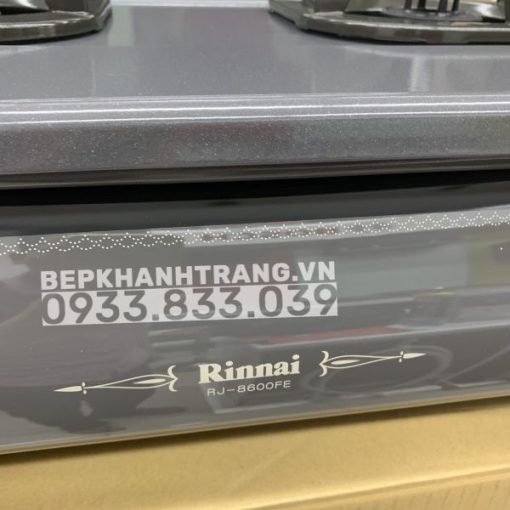 BEPKHANHTRANG.VN
0933.833.039
Rinnai
RJ-8600FE